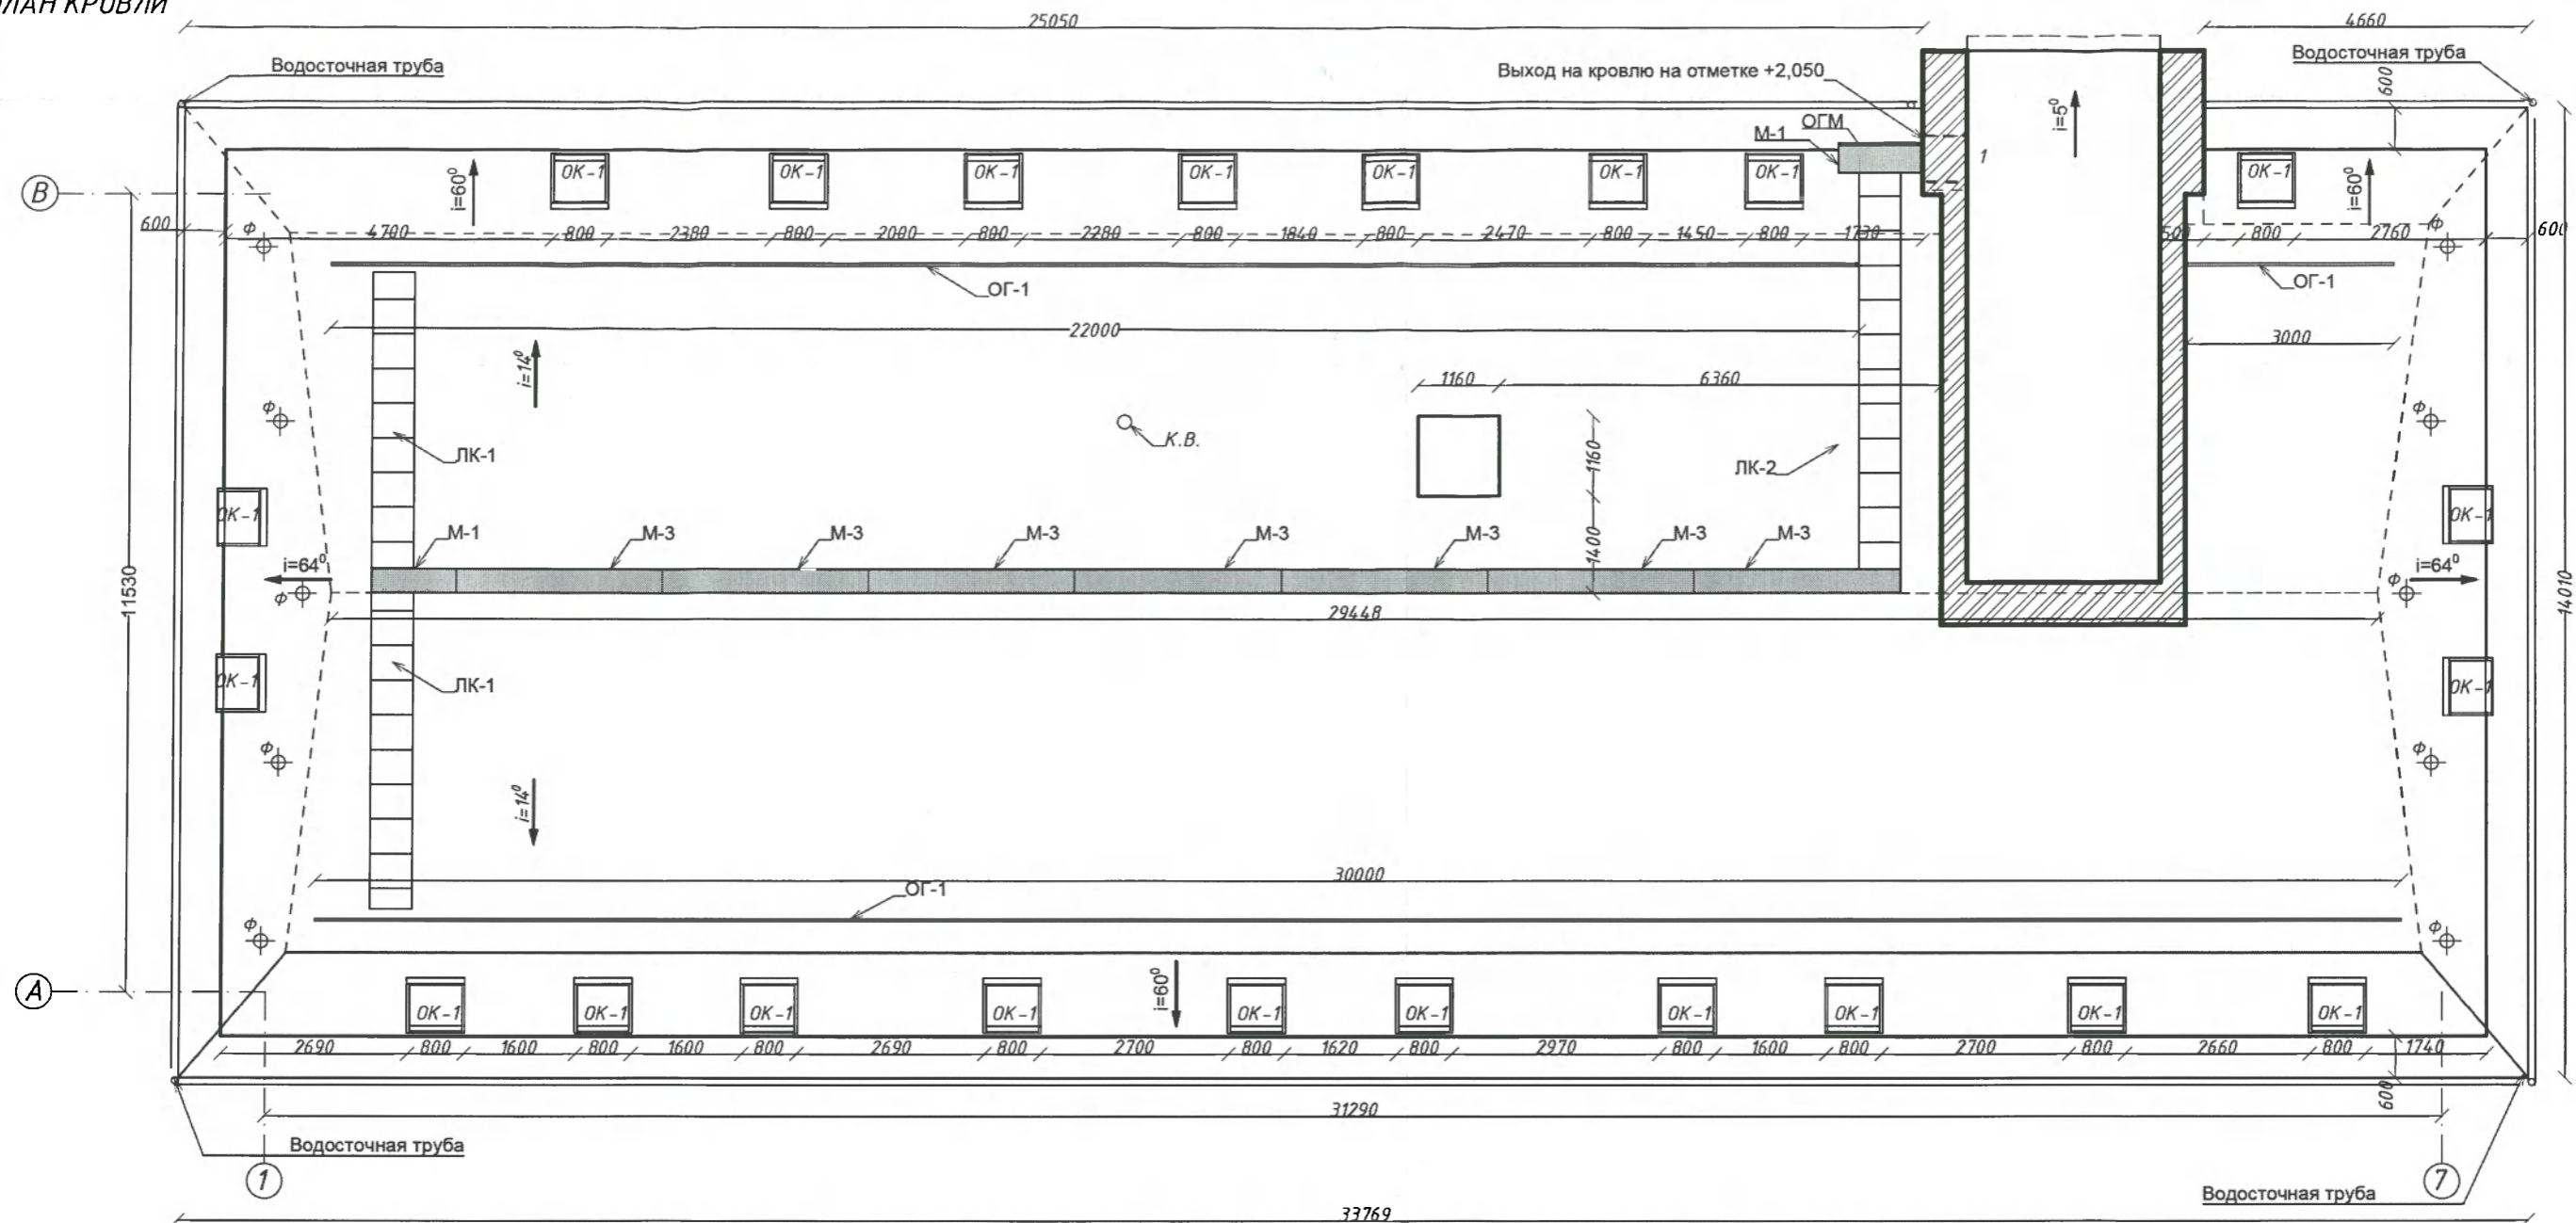 ПЛАН КРОВЛИ
25050
4660
Водосточная труба
Выход на кровлю на отметке +2,050
Водосточная труба
600
М-1
ОГМ
i=5⁰
1
В
i=60⁰
ОК-1
ОК-1
ОК-1
ОК-1
ОК-1
ОК-1
ОК-1
ОК-1
i=60⁰
600
Ф
4700
800
2380
800
2000
800
2280
800
1840
800
2470
800
1450
800
1730
500
800
2760
Ф
600
ОГ-1
ОГ-1
22000
3000
i=14⁰
1160
6360
Ф
К.В.
Ф
ЛК-1
1160
ЛК-2
ОК-1
ОК-1
М-1
М-3
М-3
М-3
М-3
М-3
М-3
М-3
1400
i=64⁰
i=64⁰
Ф
Ф
11530
14010
29448
ОК-1
ЛК-1
ОК-1
Ф
Ф
i=14⁰
30000
ОГ-1
Ф
Ф
А
i=60⁰
ОК-1
ОК-1
ОК-1
ОК-1
ОК-1
ОК-1
ОК-1
ОК-1
ОК-1
ОК-1
2690
800
1600
800
1600
800
2690
800
2700
800
1620
800
2970
800
1600
800
2700
800
2660
800
1740
600
31290
Водосточная труба
1
7
Водосточная труба
33769